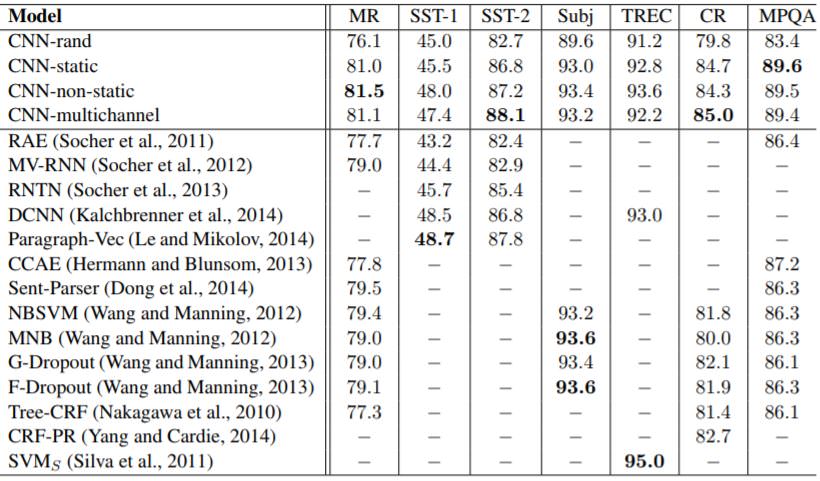 Model MR SST-1 SST-2 Subj TREC CR MPQA
CNN-rand 76.1 45.0 82.7 89.6 91.2 79.8 83.4
CNN-static 81.0 45.5 86.8 93.0 92.8 84.7 89.6
CNN-non-static 81.5 48.0 87.2 93.4 93.6 84.3 89.5
CNN-multichannel 81.1 47.4 88.1 93.2 92.2 85.0 89.4
RAE (Socher et al., 2011) 77.7 43.2 82.4 – – – 86.4
MV-RNN (Socher et al., 2012) 79.0 44.4 82.9 – – – –
RNTN (Socher et al., 2013) – 45.7 85.4 – – – –
DCNN (Kalchbrenner et al., 2014) – 48.5 86.8 – 93.0 – –
Paragraph-Vec (Le and Mikolov, 2014) – 48.7 87.8 – – – –
CCAE (Hermann and Blunsom, 2013) 77.8 – – – – – 87.2
Sent-Parser (Dong et al., 2014) 79.5 – – – – – 86.3
NBSVM (Wang and Manning, 2012) 79.4 – – 93.2 – 81.8 86.3
MNB (Wang and Manning, 2012) 79.0 – – 93.6 – 80.0 86.3
G-Dropout (Wang and Manning, 2013) 79.0 – – 93.4 – 82.1 86.1
F-Dropout (Wang and Manning, 2013) 79.1 – – 93.6 – 81.9 86.3
Tree-CRF (Nakagawa et al., 2010) 77.3 – – – – 81.4 86.1
CRF-PR (Yang and Cardie, 2014) – – – – – 82.7 –
SVMS (Silva et al., 2011) – – – – 95.0 – –